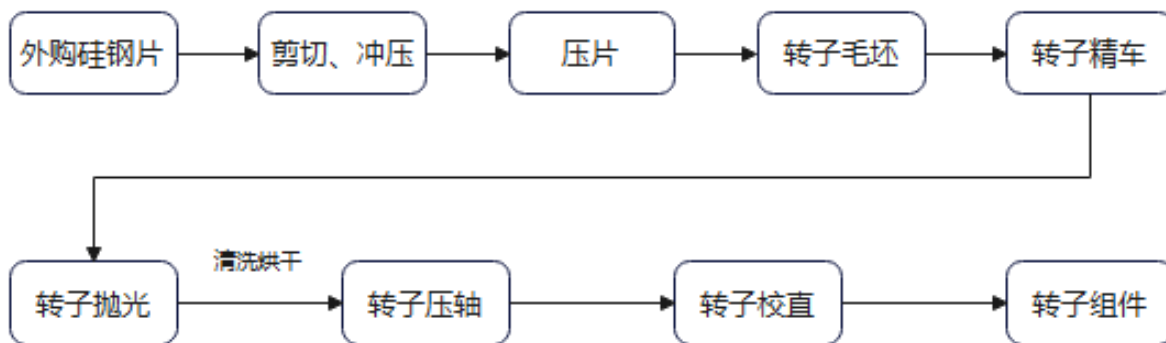 外购硅钢片
剪切、冲压
压片
转子毛坯
转子精车
清洗烘干
转子抛光
转子压轴
转子校直
转子组件